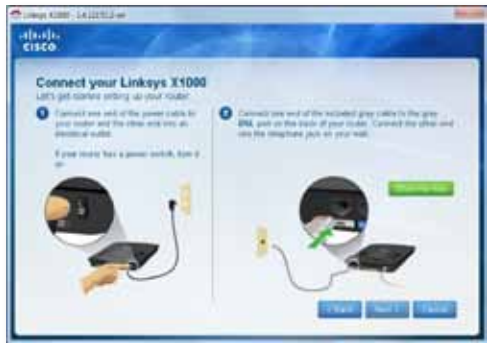 CISCO
Connect your Linksys X1000
Let's get started setting up your router.
1 Connect one end of the power cable to
your router and the other end into an
electrical outlet.
If your router has a power switch, turn it
on.
2 Connect one end of the included gray cable to the gray
DSL port on the back of your router. Connect the other end
into the telephone jack on your wall.
< Back
Next >
Cancel